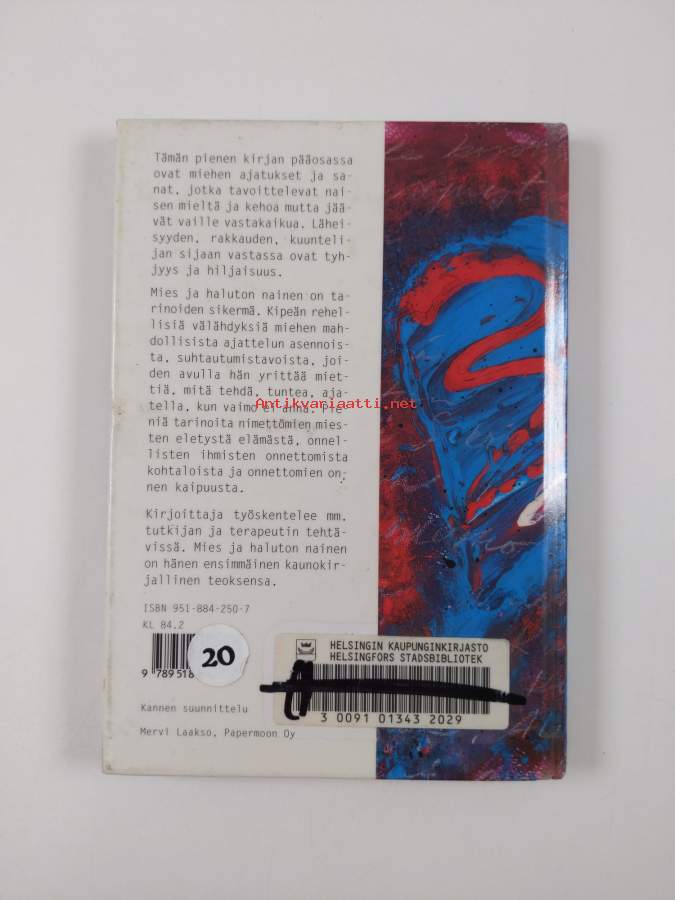 Tämän pienen kirjan pääosassa
ovat miehen ajatukset ja sa-
nat, jotka tavoittelevat nai-
sen mieltä ja kehoa mutta jää-
vät vaille vastakaikua. Lähei-
syyden, rakkauden, kuunteli-
jan sijaan vastassa ovat tyh-
jyys ja hiljaisuus.
Mies ja haluton nainen on ta-
rinoiden sikermä. Kipeän rehel-
lisiä välähdyksiä miehen mah-
dollisista ajattelun asennois-
ta, suhtautumistavoista, joi-
den avulla hän yrittää miet-
tiä, mitä tehdä, tuntea, aja-
tella, kun vaimo ei anna. Pie-
niä tarinoita nimettömien mies-
ten eletystä elämästä, onnel-
listen ihmisten onnettomista
kohtaloista ja onnettomien on-
nen kaipuusta.
Kirjoittaja työskentelee mm.
tutkijan ja terapeutin tehtä-
vissä. Mies ja haluton nainen
on hänen ensimmäinen kaunokir-
jallinen teoksensa.
ISBN 951-884-250-7
KL 84.2
20
9 789518
HELSINGIN KAUPUNGINKIRJASTO
HELSINGFORS STADSBIBLIOTEK
3 0091 01343 2029
Kannen suunnittelu
Mervi Laakso, Papermoon Oy
Antikvariaatti.net